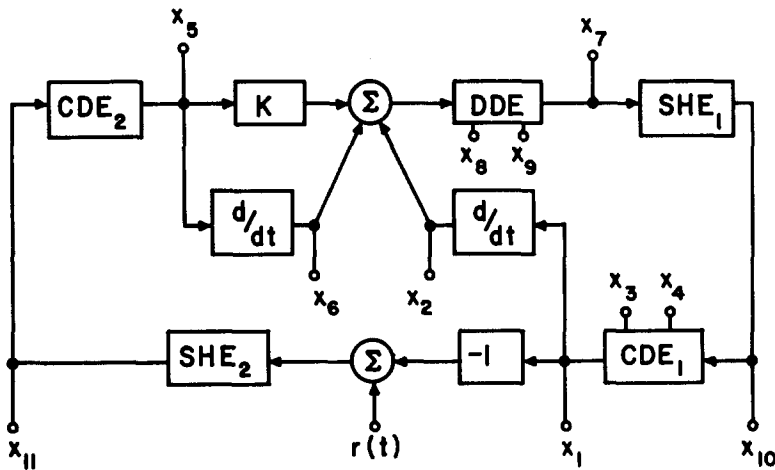 x₅
x₇
CDE₂
K
Σ
DDE
SHE₁
x₈
x₉
d/dt
d/dt
x₆
x₂
x₃
x₄
SHE₂
Σ
-1
CDE₁
x₁₁
r(t)
x₁
x₁₀